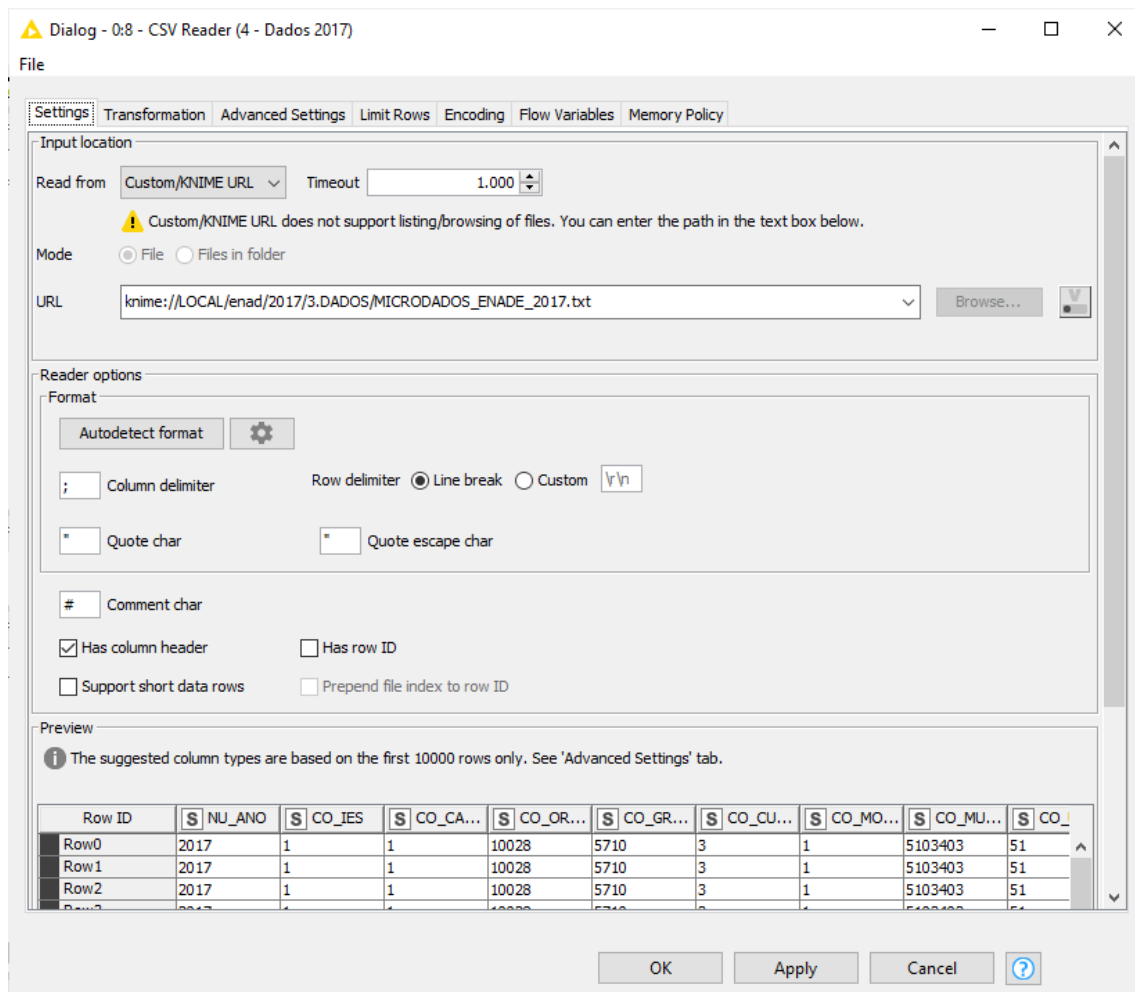 Dialog - 0:8 - CSV Reader (4 - Dados 2017)
File
Settings Transformation Advanced Settings Limit Rows Encoding Flow Variables Memory Policy
Input location
Read from Custom/KNIME URL Timeout 1.000
Custom/KNIME URL does not support listing/browsing of files. You can enter the path in the text box below.
Mode File Files in folder
URL knime://LOCAL/enad/2017/3.DADOS/MICRODADOS_ENADE_2017.txt Browse... V
Reader options
Format
Autodetect format
; Column delimiter Row delimiter Line break Custom \r\n
" Quote char " Quote escape char
# Comment char
Has column header Has row ID
Support short data rows Prepend file index to row ID
Preview
i The suggested column types are based on the first 10000 rows only. See 'Advanced Settings' tab.
Row ID S NU_ANO S CO_IES S CO_CA... S CO_OR... S CO_GR... S CO_CU... S CO_MO... S CO_MU... S CO_
Row0 2017 1 1 10028 5710 3 1 5103403 51
Row1 2017 1 1 10028 5710 3 1 5103403 51
Row2 2017 1 1 10028 5710 3 1 5103403 51
OK Apply Cancel ?